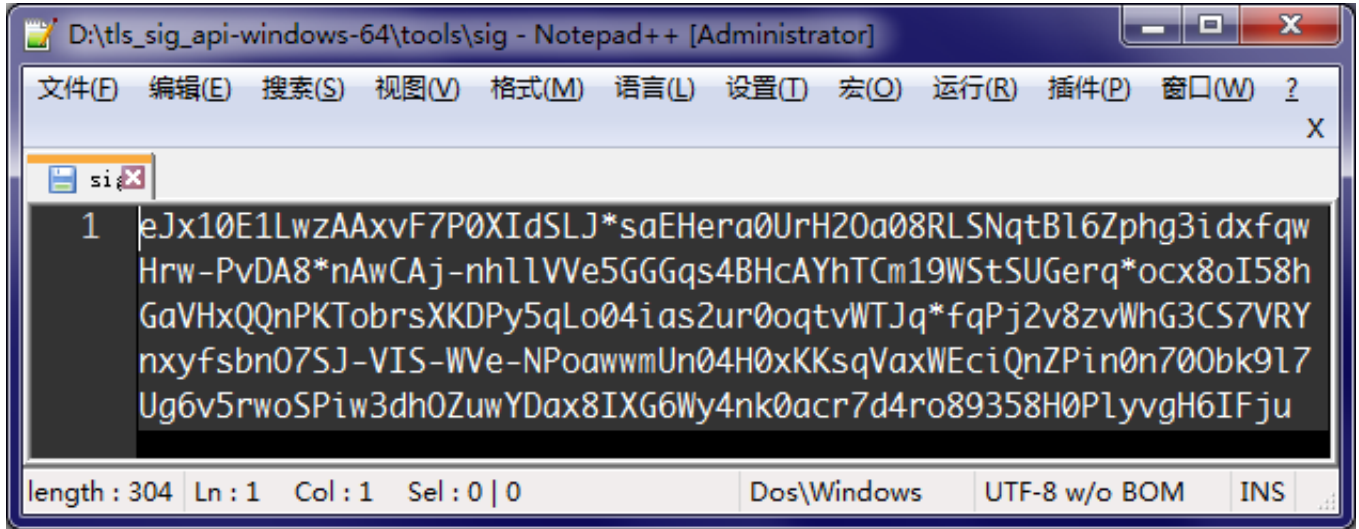 D:\tls_sig_api-windows-64\tools\sig - Notepad++ [Administrator]
文件(F) 编辑(E) 搜索(S) 视图(V) 格式(M) 语言(L) 设置(T) 宏(O) 运行(R) 插件(P) 窗口(W) ?
X
sig
1 eJx10E1LwzAAxvF7P0XIdSLJ*saEHera0UrH2Oa08RLSNqtBl6Zphg3idxfqw
Hrw-PvDA8*nAwCAj-nhllVVe5GGGqs4BHcAYhTCm19WStSUGerq*ocx8oI58h
GaVHxQQnPKTobrsXKDPy5qLo04ias2ur0oqtvWTJq*fqPj2v8zvWhG3CS7VRY
nxyfsbnO7SJ-VIS-WVe-NPoawwmUn04H0xKKsqVaxWEciQnZPin0n70Obk9l7
Ug6v5rwoSPiw3dhOZuwYDax8IXG6Wy4nk0acr7d4ro89358H0PlyvgH6IFju
length : 304 Ln : 1 Col : 1 Sel : 0 | 0 Dos\Windows UTF-8 w/o BOM INS